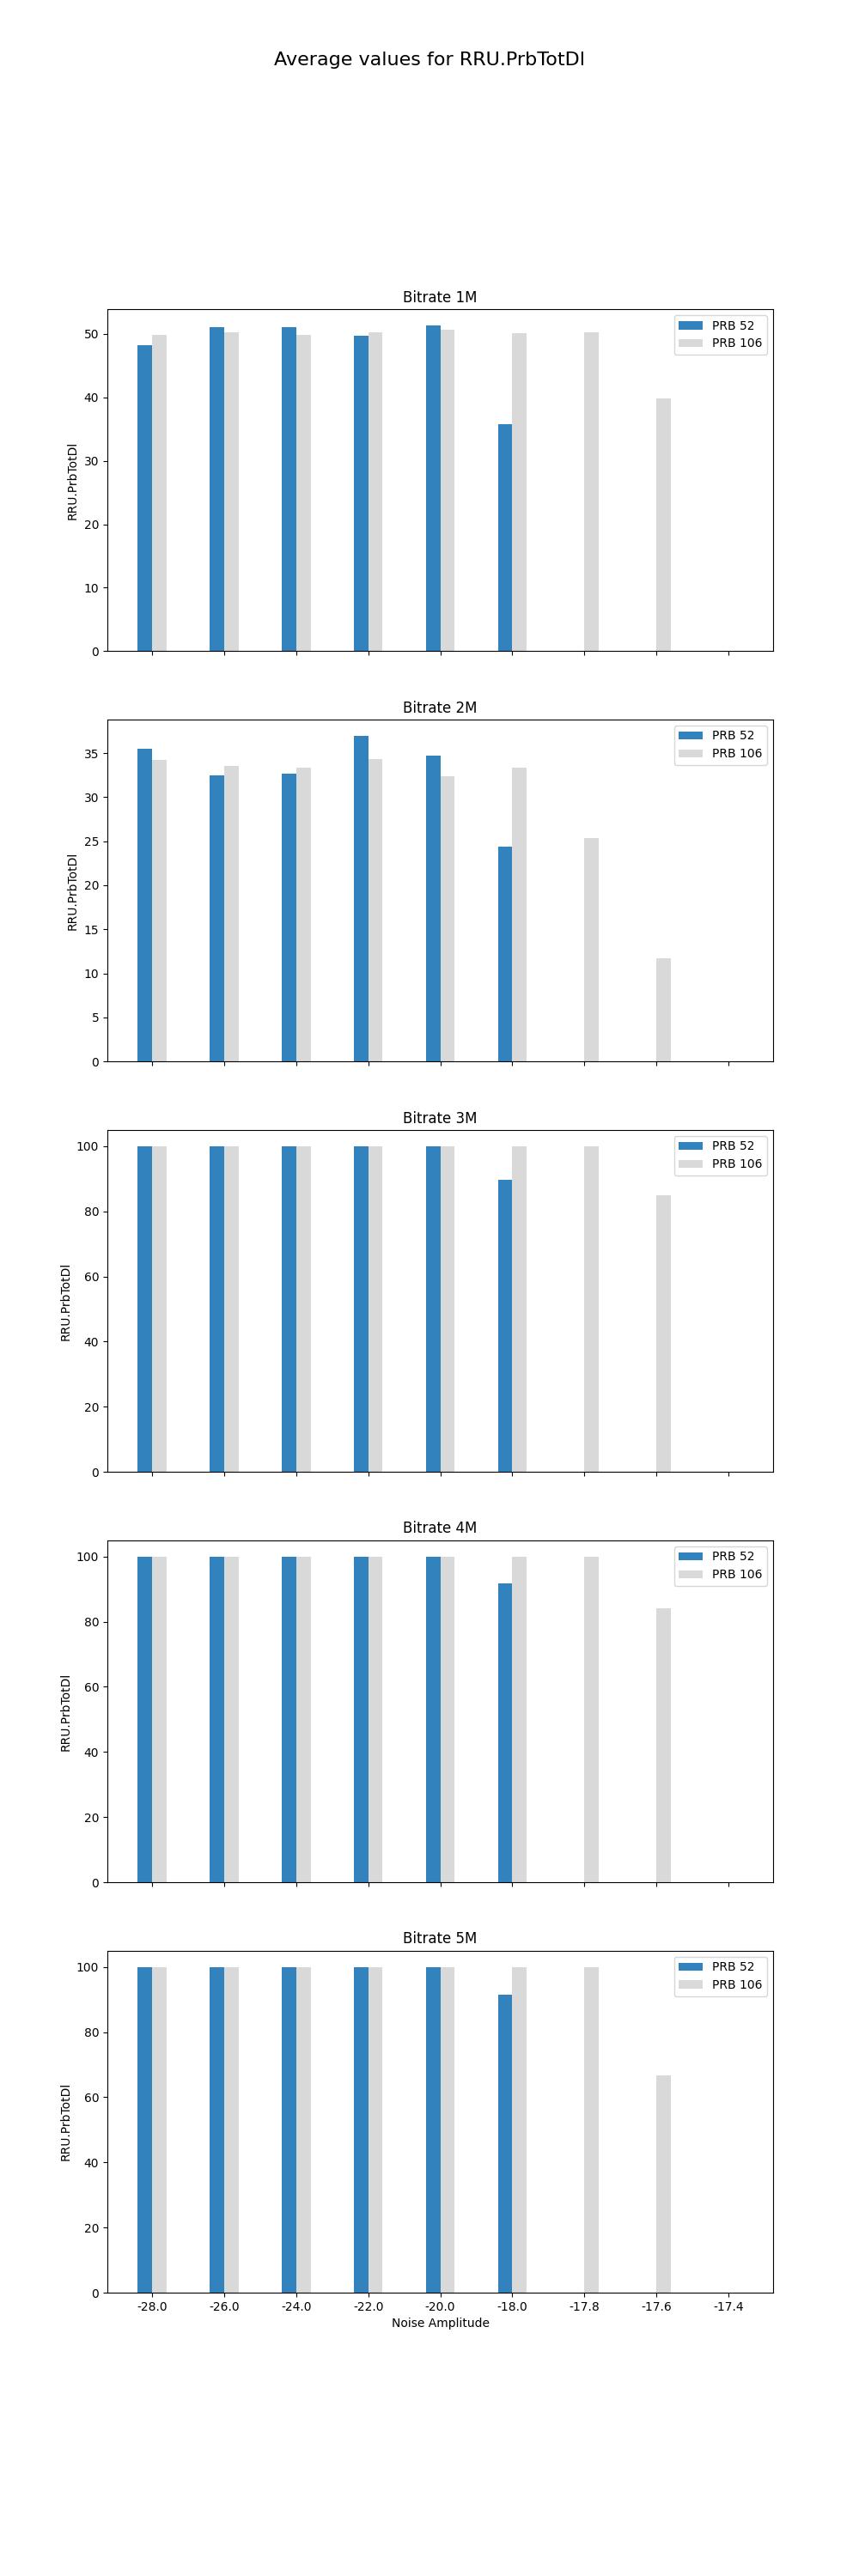 Average values for RRU.PrbTotDl
Bitrate 1M
PRB 52
PRB 106
50
40
30
20
10
0
RRU.PrbTotDl
Bitrate 2M
PRB 52
PRB 106
35
30
25
20
15
10
5
0
RRU.PrbTotDl
Bitrate 3M
PRB 52
PRB 106
100
80
60
40
20
0
RRU.PrbTotDl
Bitrate 4M
PRB 52
PRB 106
100
80
60
40
20
0
RRU.PrbTotDl
Bitrate 5M
PRB 52
PRB 106
100
80
60
40
20
0
RRU.PrbTotDl
-28.0 -26.0 -24.0 -22.0 -20.0 -18.0 -17.8 -17.6 -17.4
Noise Amplitude